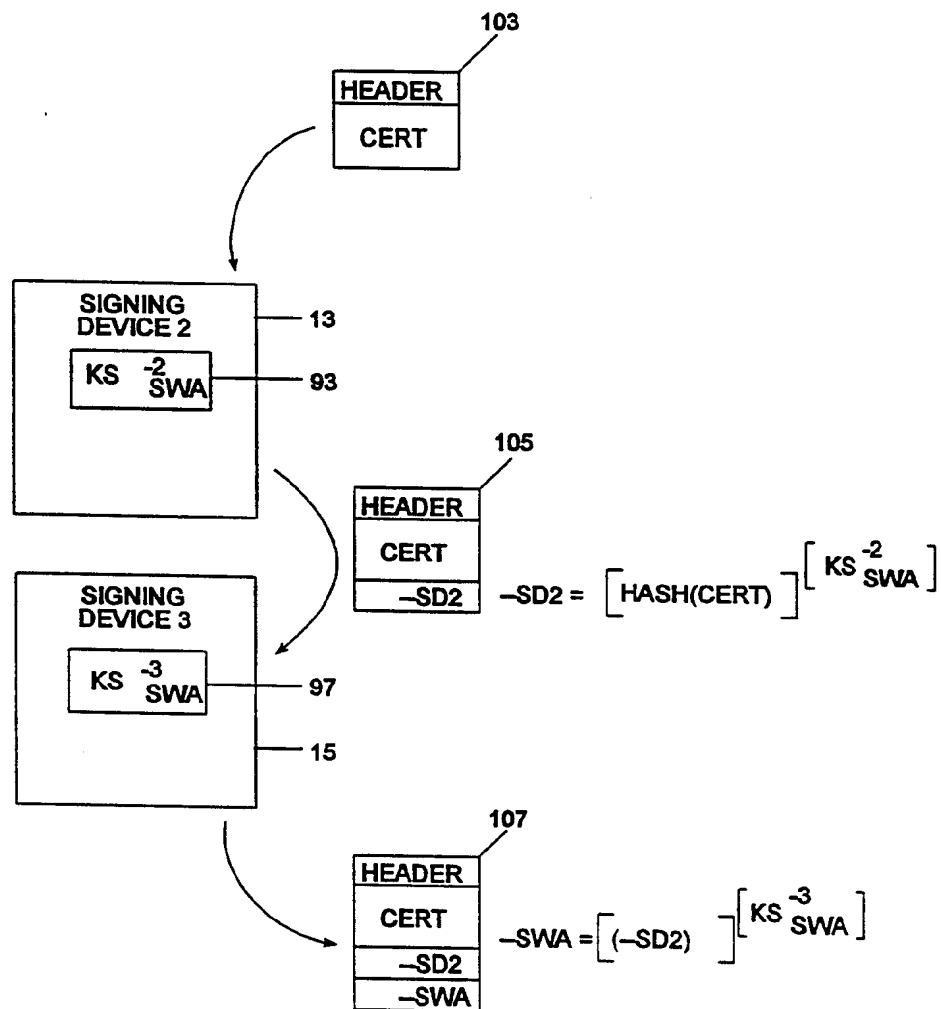 103
HEADER
CERT
SIGNING
DEVICE 2
13
KS -2 SWA
93
105
HEADER
CERT
–SD2
–SD2 = [HASH(CERT)] [KS -2 SWA]
SIGNING
DEVICE 3
KS -3 SWA
97
15
107
HEADER
CERT
–SD2
–SWA
–SWA = [(–SD2) ] [KS -3 SWA]